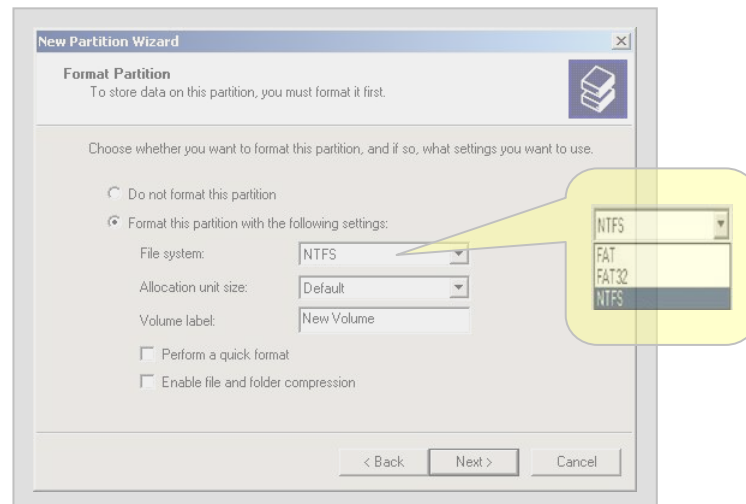 New Partition Wizard
Format Partition
To store data on this partition, you must format it first.
Choose whether you want to format this partition, and if so, what settings you want to use.
Do not format this partition
Format this partition with the following settings:
File system: NTFS
Allocation unit size: Default
Volume label: New Volume
Perform a quick format
Enable file and folder compression
< Back Next > Cancel
NTFS
FAT
FAT32
NTFS